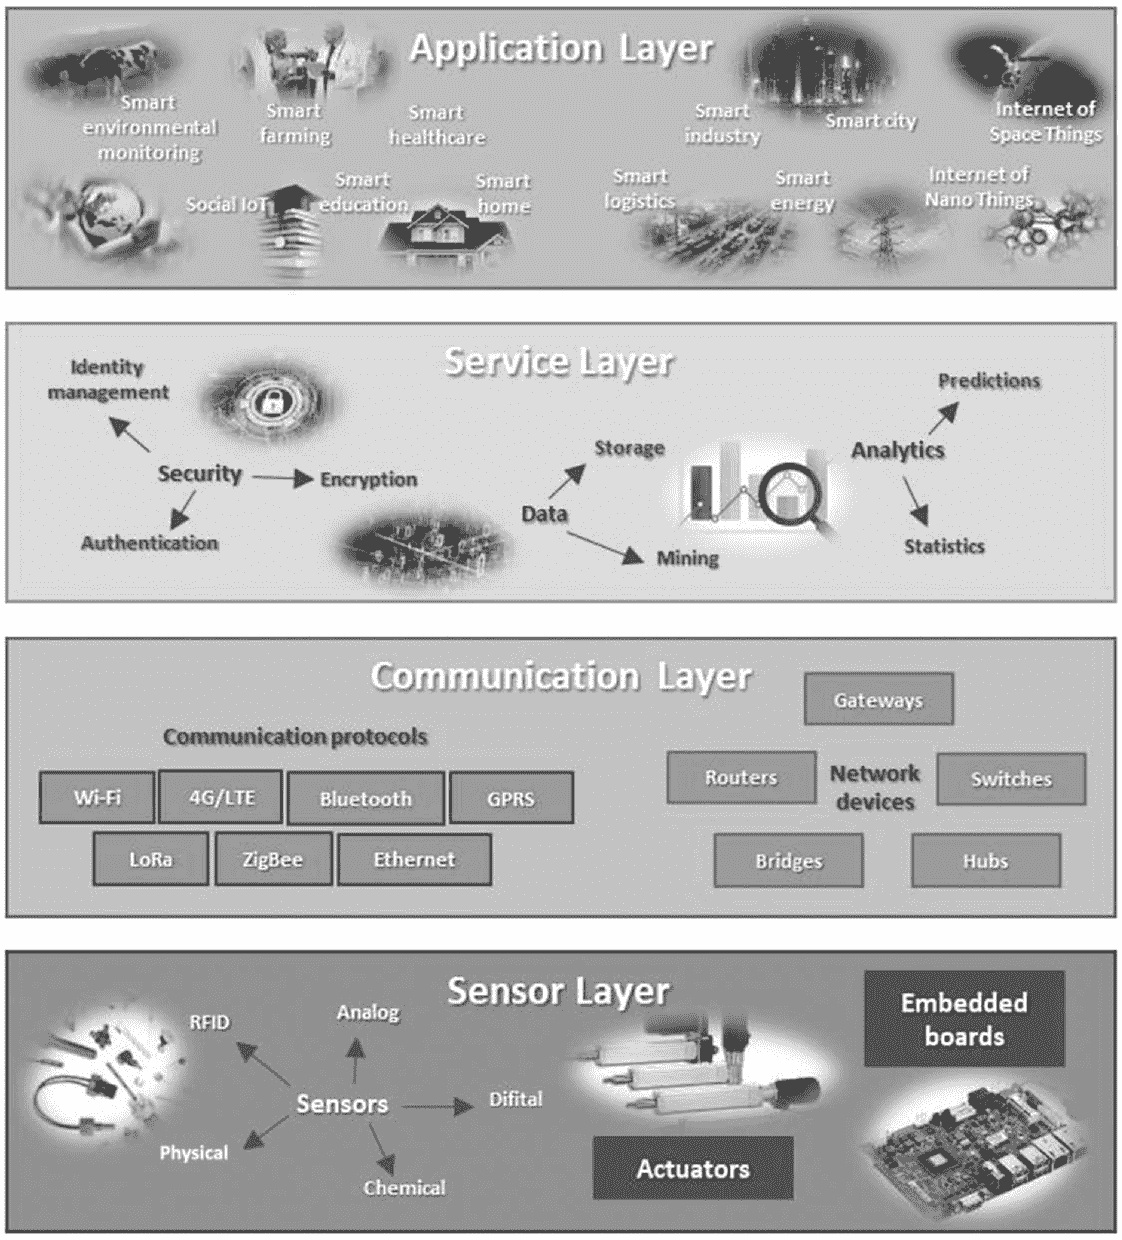 Application Layer
Smart
environmental
monitoring
Smart
farming
Smart
healthcare
Smart
industry
Smart city
Internet of
Space Things
Social IoT
Smart
education
Smart
home
Smart
logistics
Smart
energy
Internet of
Nano Things
Service Layer
Identity
management
Security
Encryption
Authentication
Storage
Data
Mining
Predictions
Analytics
Statistics
Communication Layer
Communication protocols
Wi-Fi
4G/LTE
Bluetooth
GPRS
LoRa
ZigBee
Ethernet
Gateways
Routers
Network
devices
Switches
Bridges
Hubs
Sensor Layer
RFID
Analog
Sensors
Difital
Physical
Chemical
Actuators
Embedded
boards